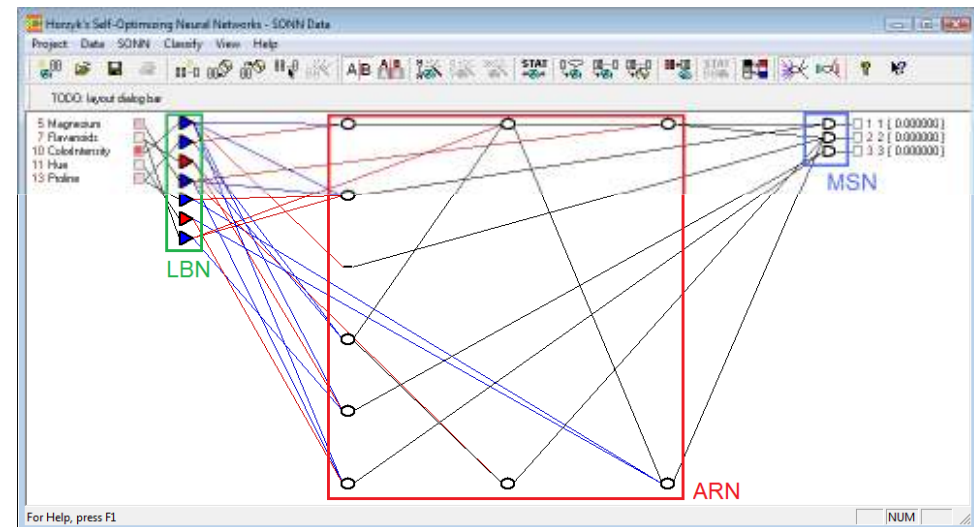 Horzyk's Self-Optimizing Neural Networks - SONN Data
Project Data SONN Classify View Help
A|B STAT STAT
TODO: layout dialog bar
5 Magnesium
7 Flavanoids
10 ColorIntensity
11 Hue
13 Proline
1 1 [ 0.000000 ]
2 2 [ 0.000000 ]
3 3 [ 0.000000 ]
MSN
LBN
ARN
For Help, press F1
NUM